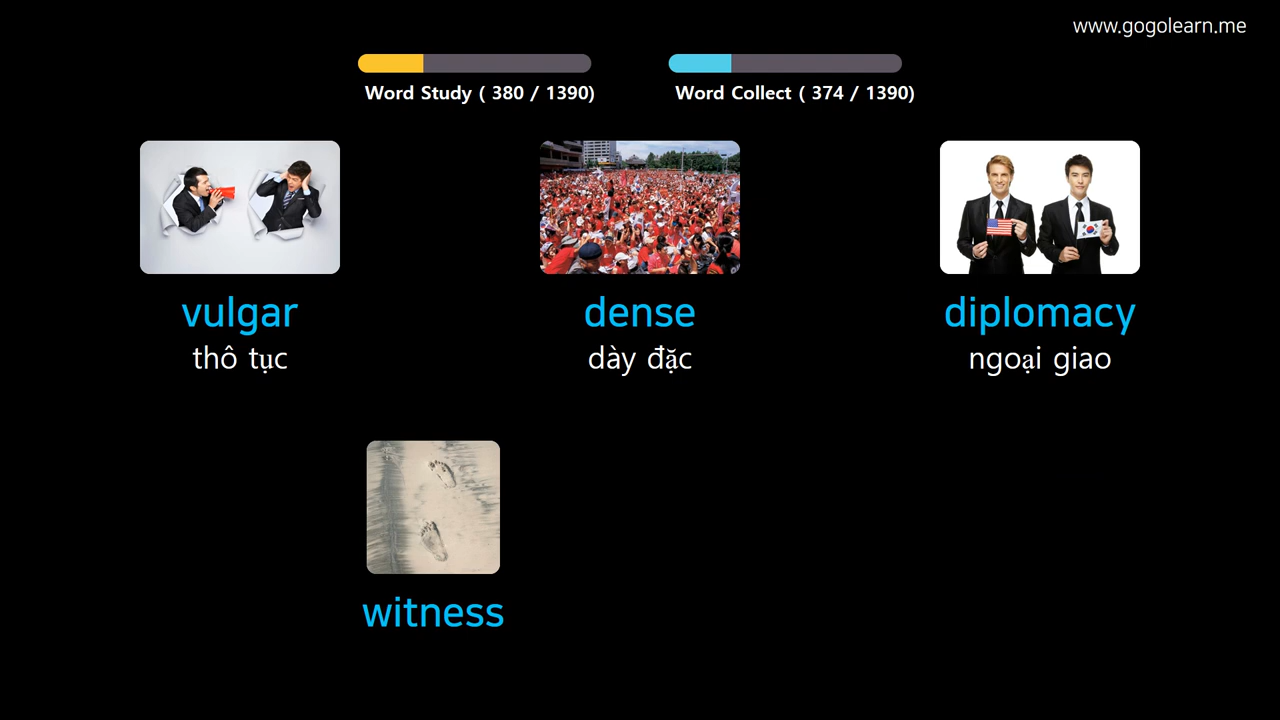 www.gogolearn.me
Word Study ( 380 / 1390)
Word Collect ( 374 / 1390)
vulgar
thô tục
dense
dày đặc
diplomacy
ngoại giao
witness